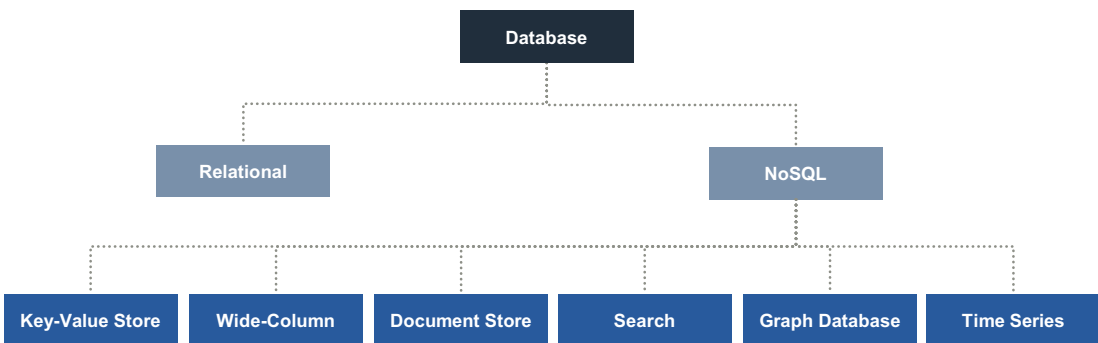 Database
Relational
NoSQL
Key-Value Store
Wide-Column
Document Store
Search
Graph Database
Time Series